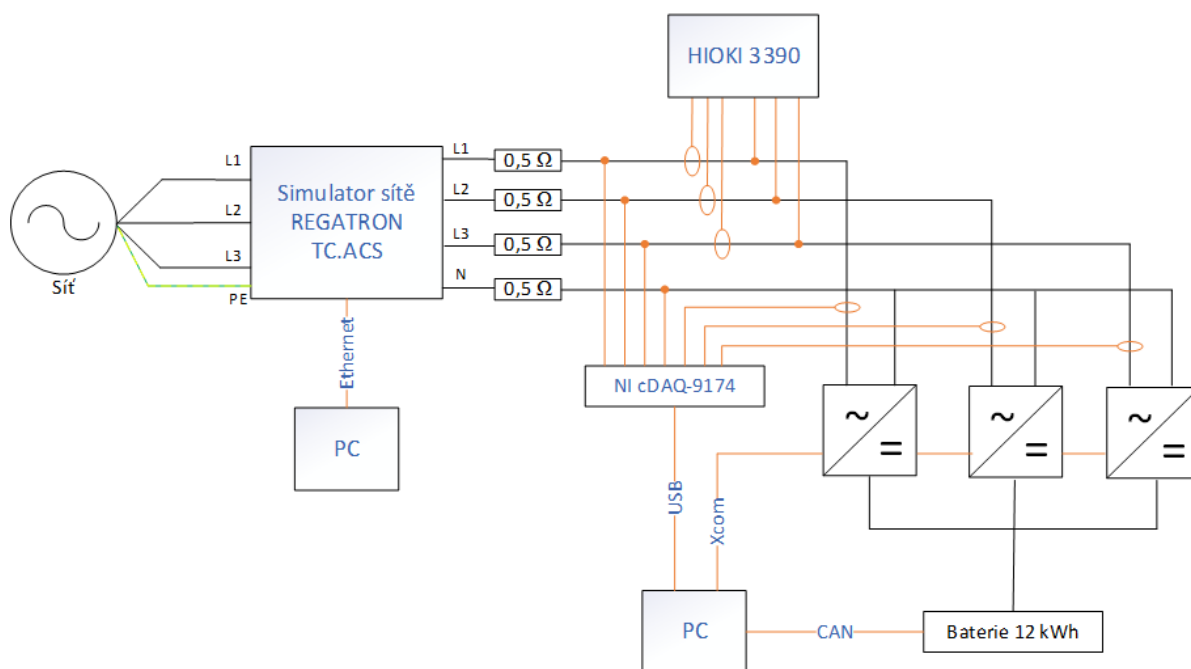 HIOKI 3390
L1
L2
L3
PE
Síť
Simulator sítě
REGATRON
TC.ACS
L1
L2
L3
N
0,5 Ω
0,5 Ω
0,5 Ω
0,5 Ω
Ethernet
PC
NI cDAQ-9174
~
=
~
=
~
=
USB
Xcom
PC
CAN
Baterie 12 kWh